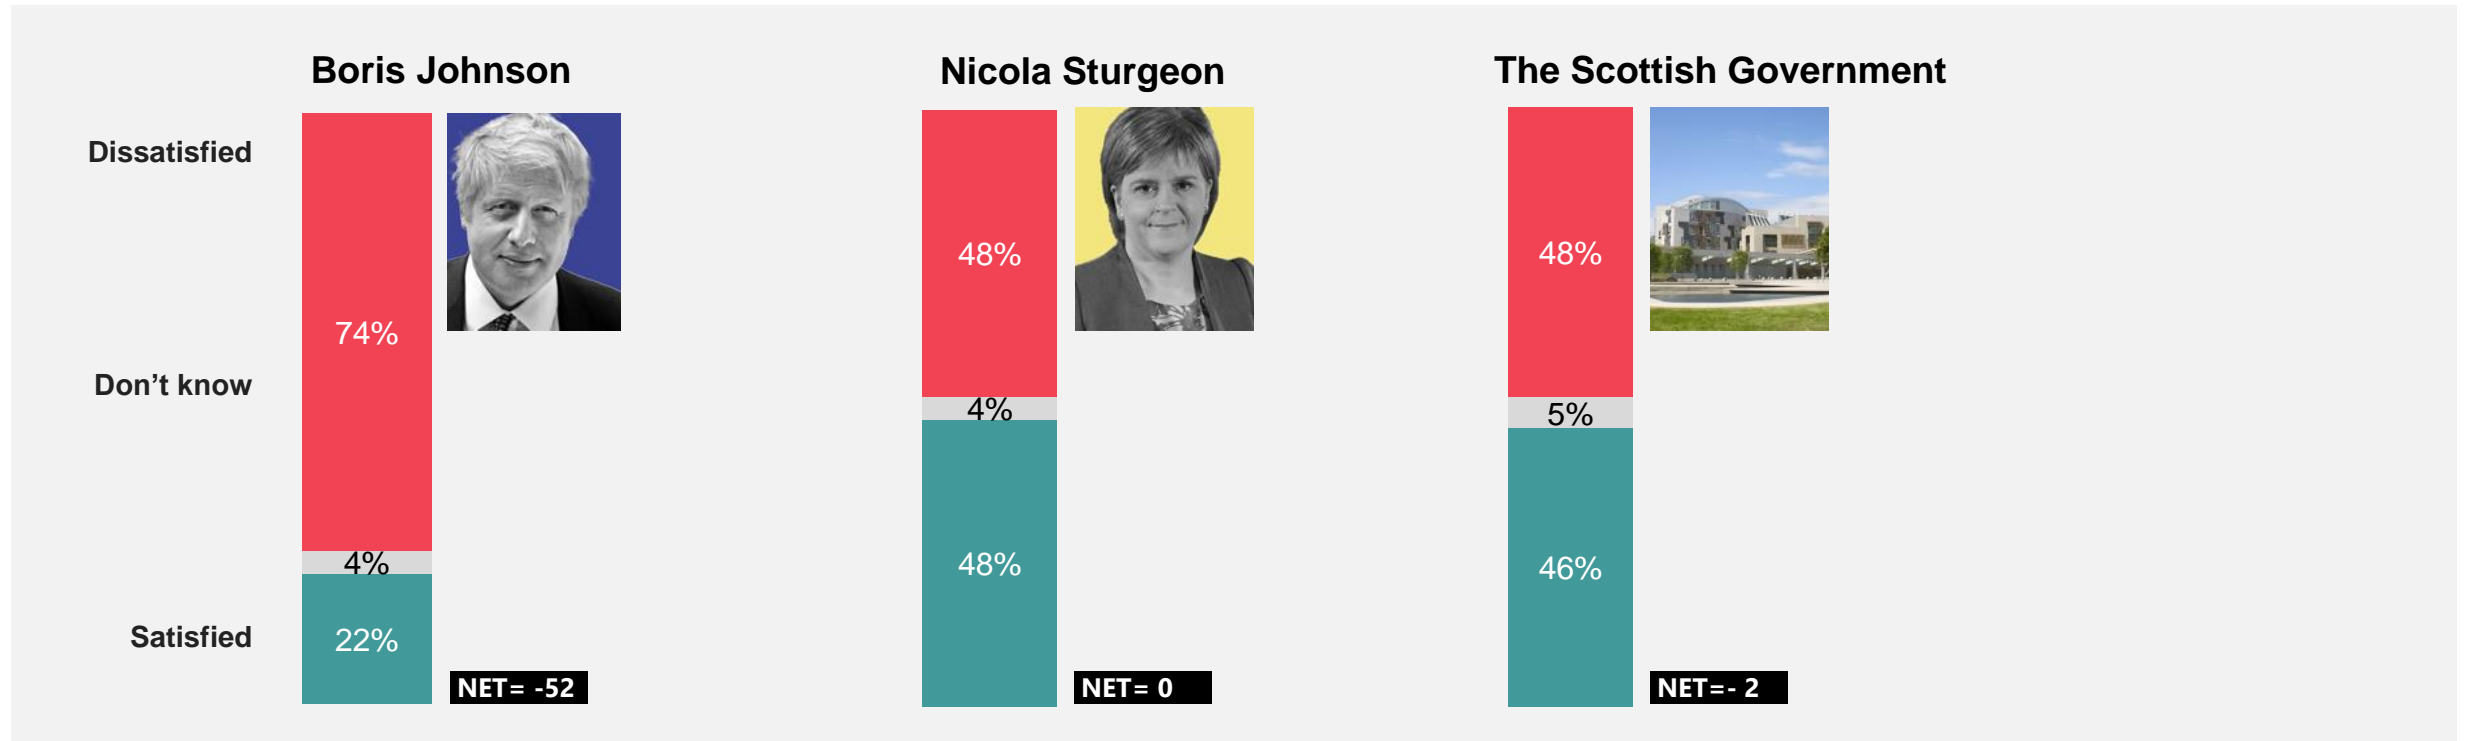 Boris Johnson
Nicola Sturgeon
The Scottish Government
Dissatisfied
Don’t know
Satisfied
74%
4%
22%
NET= -52
48%
4%
48%
NET= 0
48%
5%
46%
NET=- 2